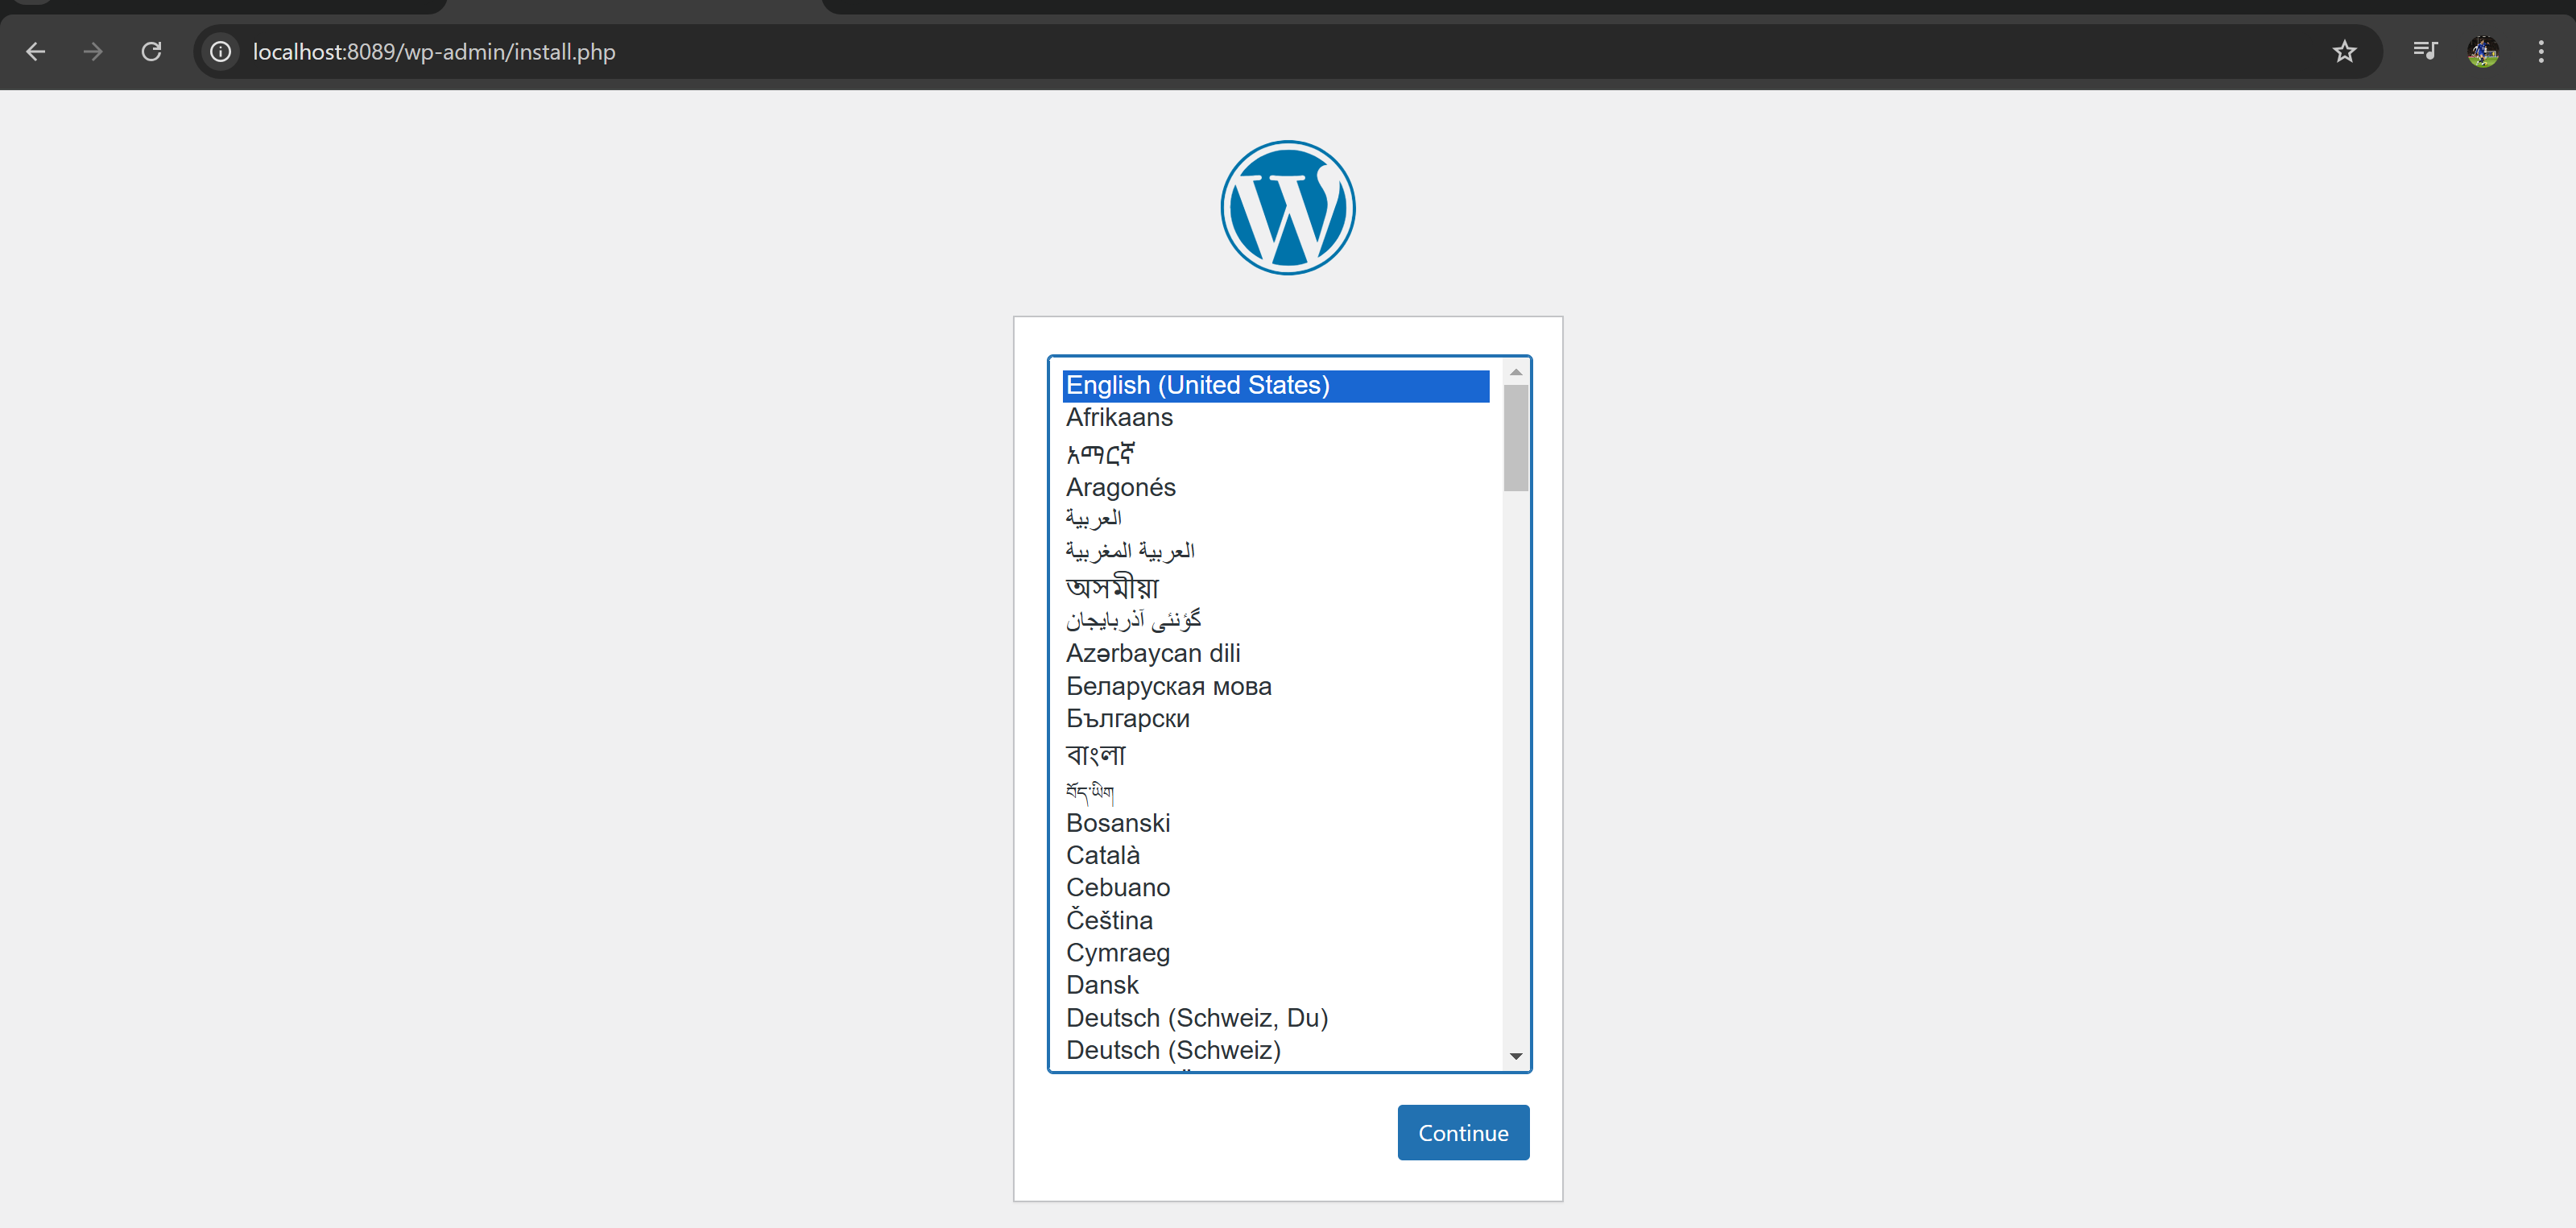 localhost:8089/wp-admin/install.php
English (United States)
Afrikaans
አማርኛ
Aragonés
العربية
العربية المغربية
অসমীয়া
گؤنئی آذربایجان
Azərbaycan dili
Беларуская мова
Български
বাংলা
བོད་ཡིག
Bosanski
Català
Cebuano
Čeština
Cymraeg
Dansk
Deutsch (Schweiz, Du)
Deutsch (Schweiz)
Continue